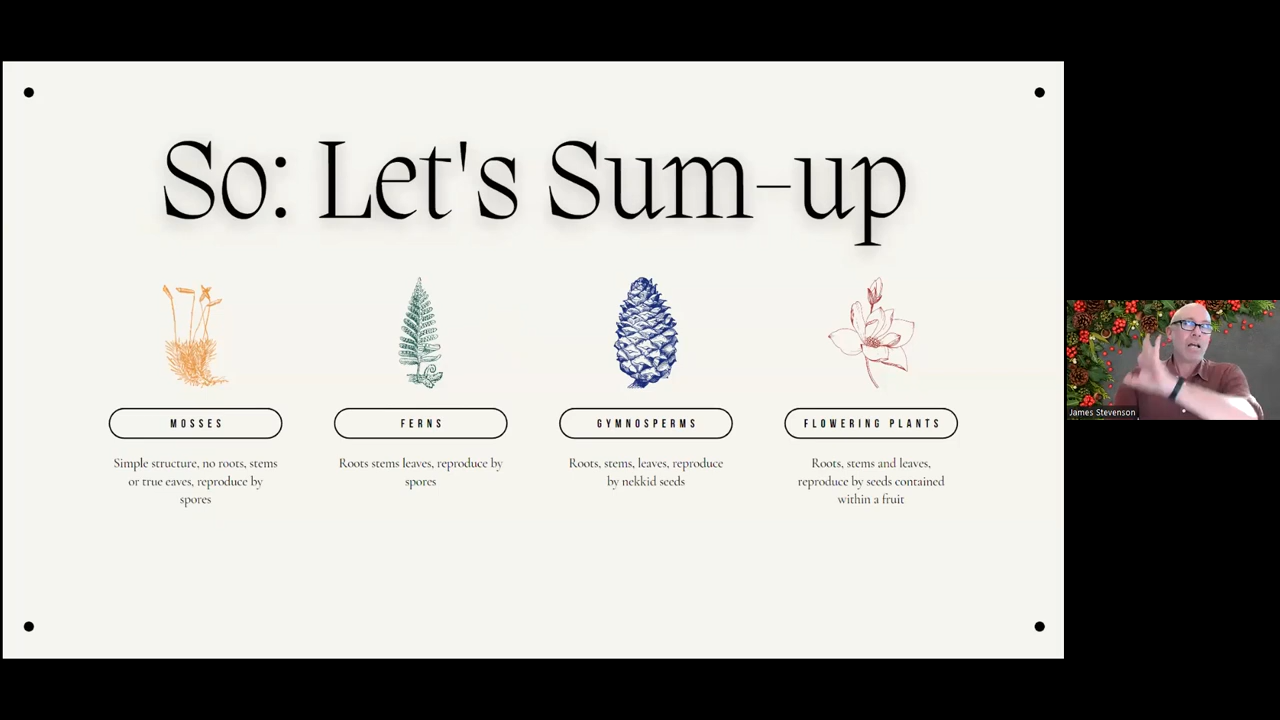 So: Let's Sum-up
MOSSES
Simple structure, no roots, stems
or true eaves, reproduce by
spores
FERNS
Roots stems leaves, reproduce by
spores
GYMNOSPERMS
Roots, stems, leaves, reproduce
by nekkid seeds
FLOWERING PLANTS
Roots, stems and leaves,
reproduce by seeds contained
within a fruit
James Stevenson